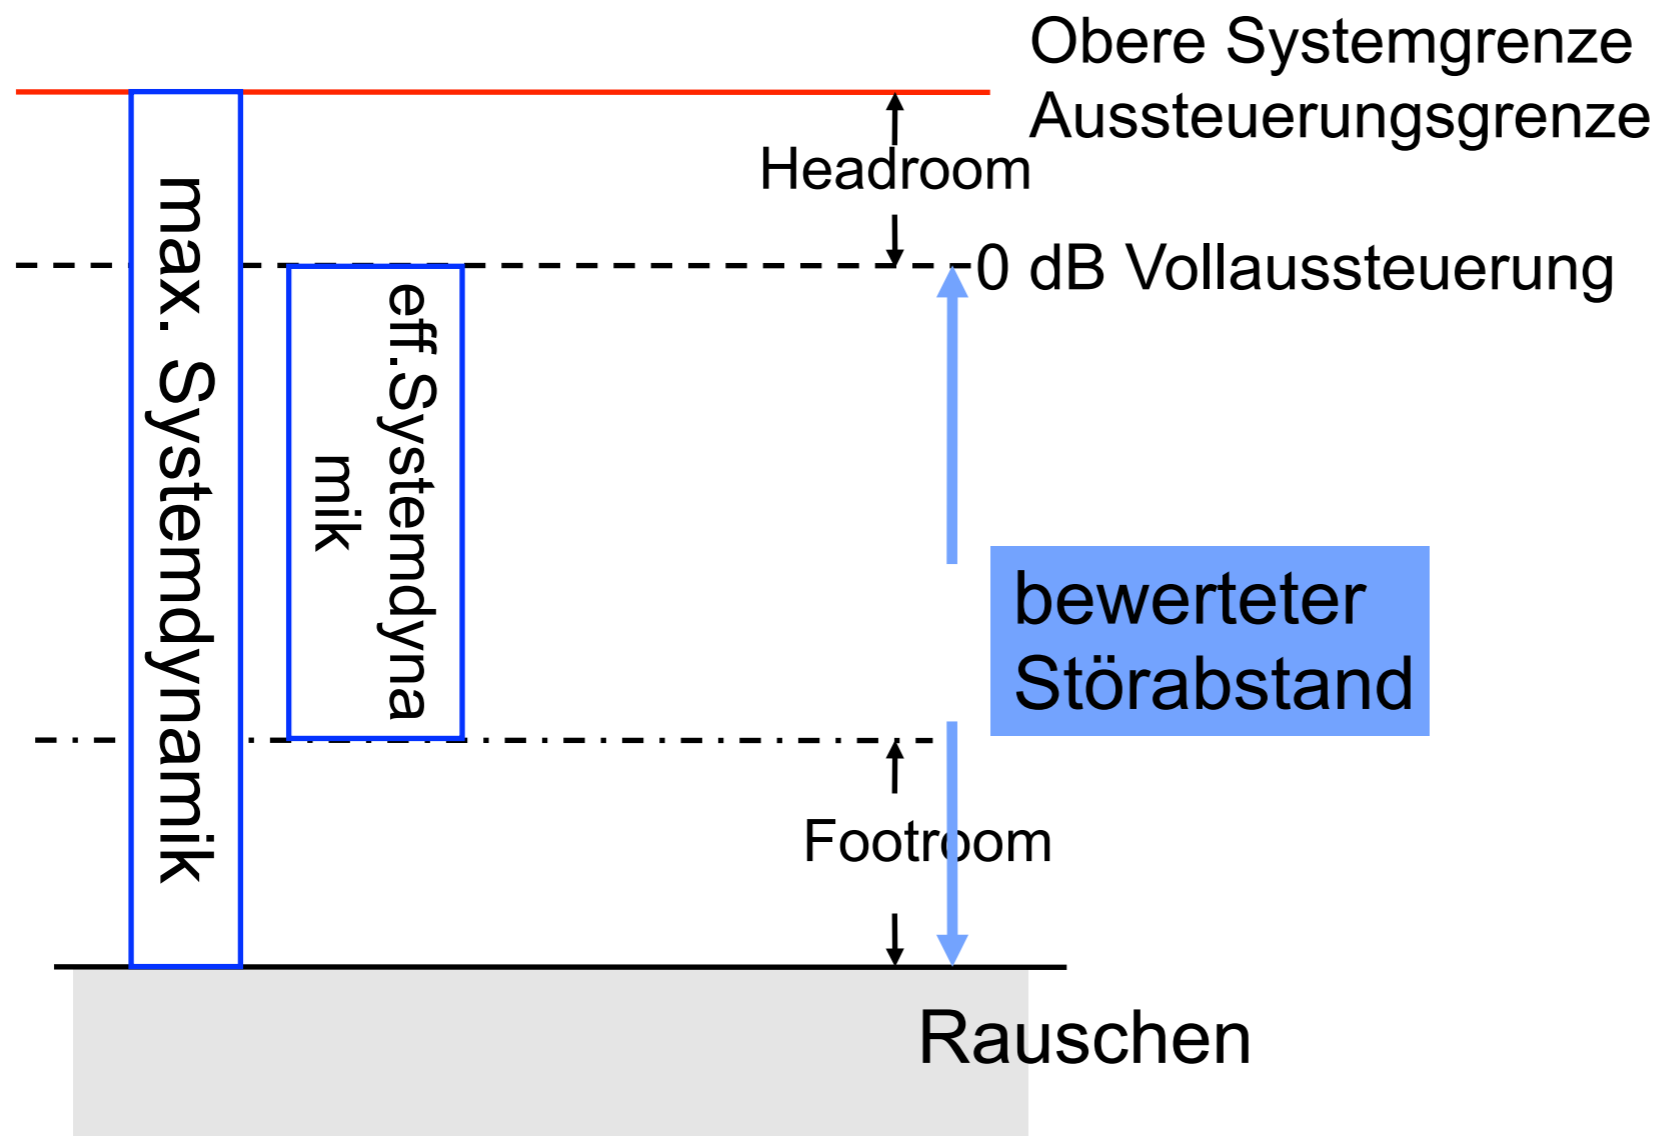 Obere Systemgrenze
Aussteuerungsgrenze
Headroom
0 dB Vollaussteuerung
max. Systemdynamik
eff.Systemdyna
mik
bewerteter
Störabstand
Footroom
Rauschen